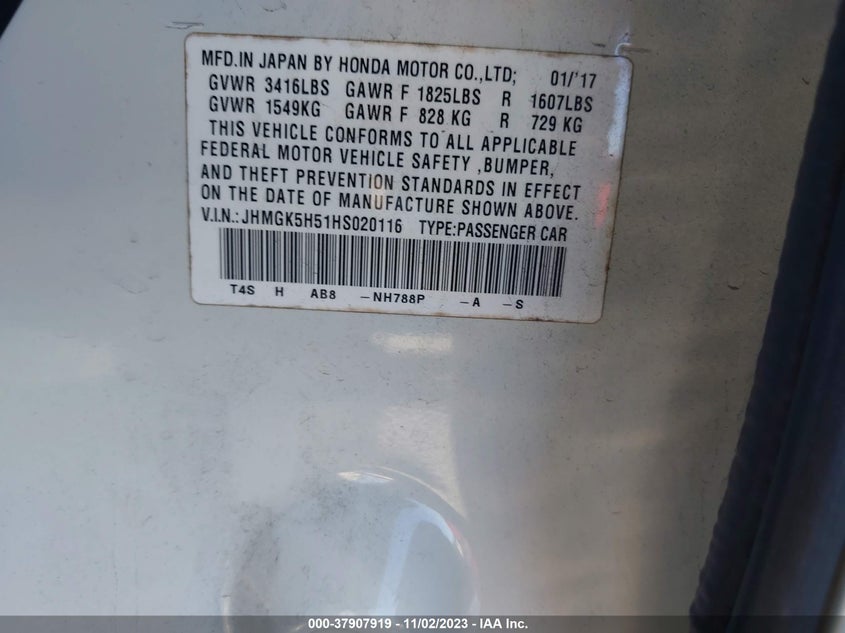 MFD.IN JAPAN BY HONDA MOTOR CO.,LTD; 01/'17
GVWR 3416LBS GAWR F 1825LBS R 1607LBS
GVWR 1549KG GAWR F 828 KG R 729 KG
THIS VEHICLE CONFORMS TO ALL APPLICABLE
FEDERAL MOTOR VEHICLE SAFETY ,BUMPER,
AND THEFT PREVENTION STANDARDS IN EFFECT
ON THE DATE OF MANUFACTURE SHOWN ABOVE.
V.I.N.: JHMGK5H51HS020116 TYPE:PASSENGER CAR
T4S H AB8 -NH788P -A -S
000-37907919 - 11/02/2023 - IAA Inc.